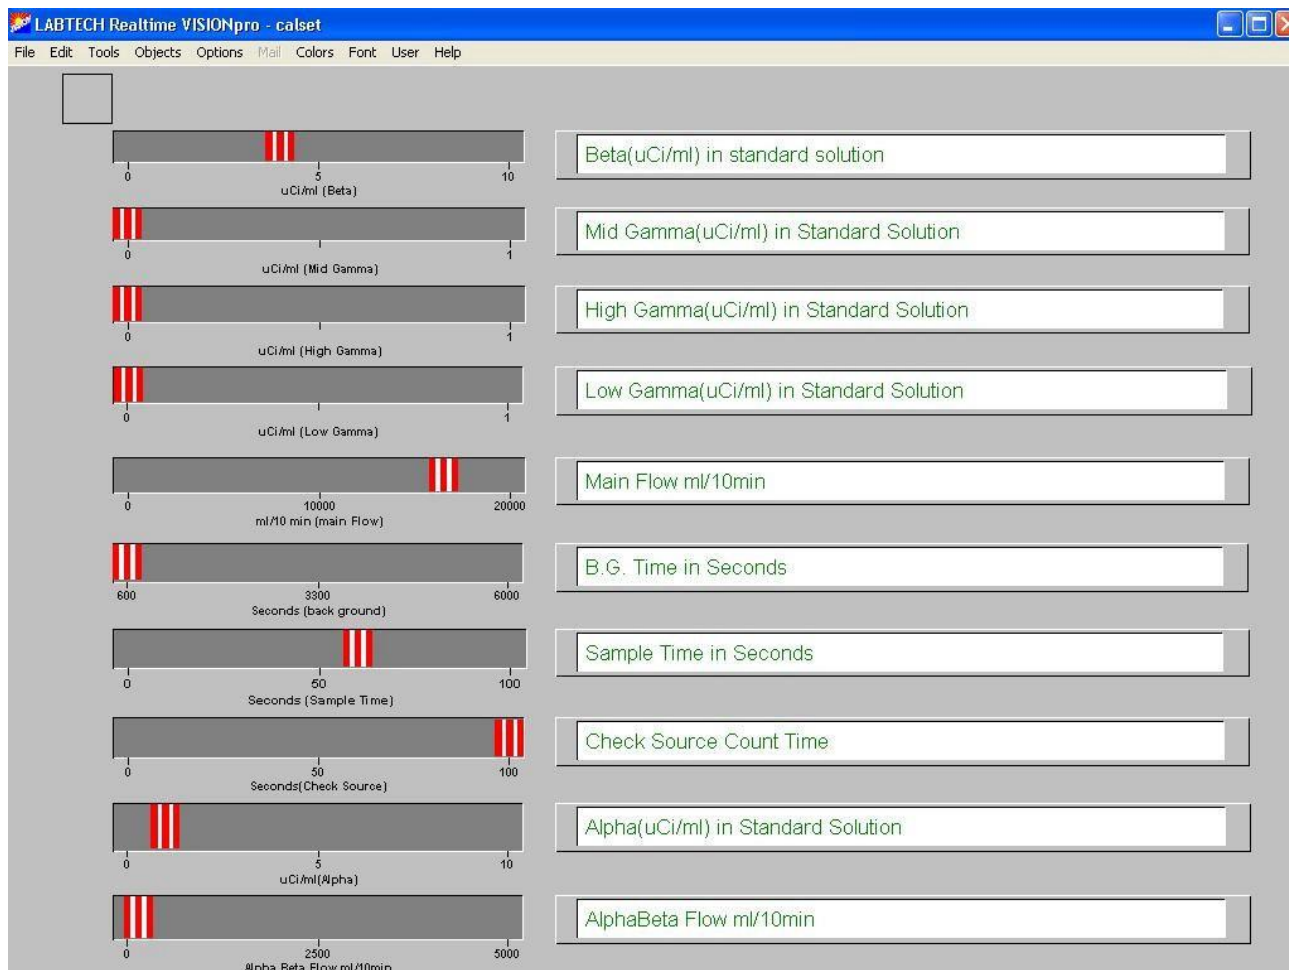 LABTECH Realtime VISIONpro - calset
File Edit Tools Objects Options Mail Colors Font User Help
Beta(uCi/ml) in standard solution
0 5 10
uCi/ml (Beta)
Mid Gamma(uCi/ml) in Standard Solution
0 1
uCi/ml (Mid Gamma)
High Gamma(uCi/ml) in Standard Solution
0 1
uCi/ml (High Gamma)
Low Gamma(uCi/ml) in Standard Solution
0 1
uCi/ml (Low Gamma)
Main Flow ml/10min
0 10000 20000
ml/10 min (main Flow)
B.G. Time in Seconds
600 3300 6000
Seconds (back ground)
Sample Time in Seconds
0 50 100
Seconds (Sample Time)
Check Source Count Time
0 50 100
Seconds(Check Source)
Alpha(uCi/ml) in Standard Solution
0 5 10
uCi/ml(Alpha)
AlphaBeta Flow ml/10min
0 2500 5000
Alpha Beta Flow ml/10min